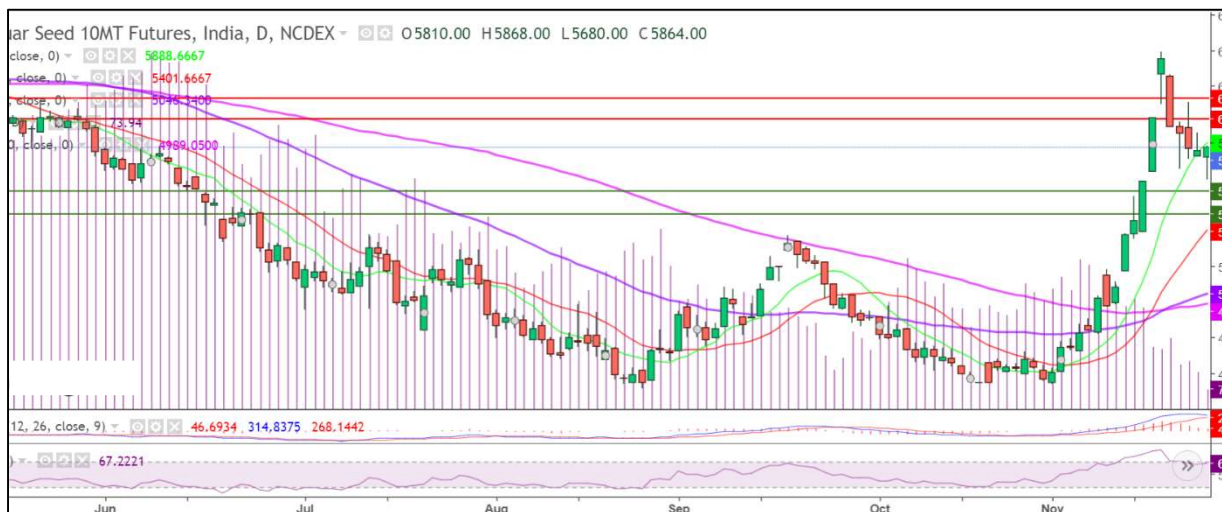 uar Seed 10MT Futures, India, D, NCDEX O5810.00 H5868.00 L5680.00 C5864.00
close, 0) 5888.6667
close, 0) 5401.6667
close, 0) 5046.3400
73.94
0, close, 0) 4989.0500
12, 26, close, 9) 46.6934 314.8375 268.1442
) 67.2221
Jun Jul Aug Sep Oct Nov